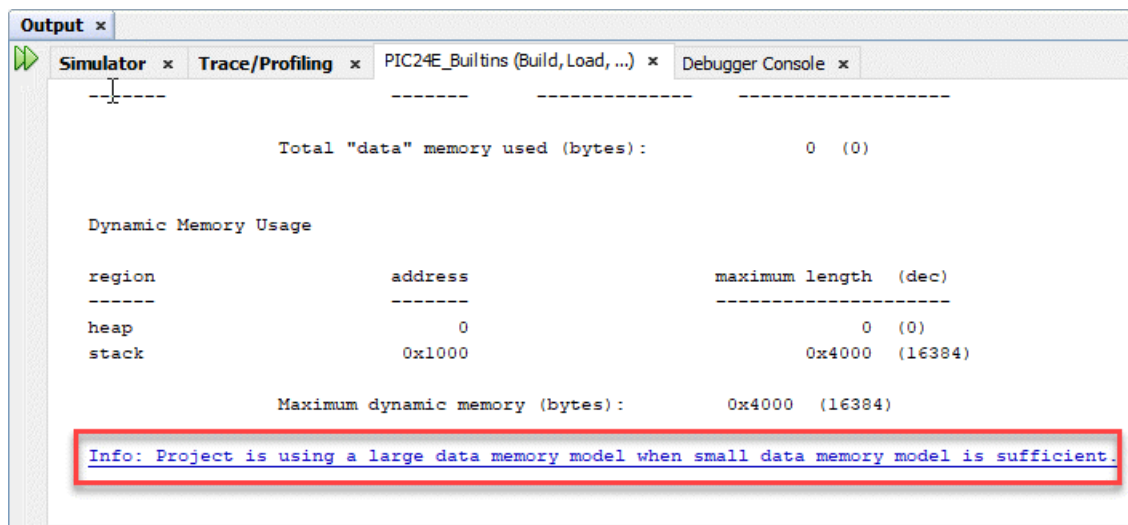 Output ×
Simulator × Trace/Profiling × PIC24E_Builtins (Build, Load, ...) × Debugger Console ×
------- ------- -------------- -------------------
Total "data" memory used (bytes): 0 (0)
Dynamic Memory Usage
region address maximum length (dec)
------ ------- ---------------------
heap 0 0 (0)
stack 0x1000 0x4000 (16384)
Maximum dynamic memory (bytes): 0x4000 (16384)
Info: Project is using a large data memory model when small data memory model is sufficient.